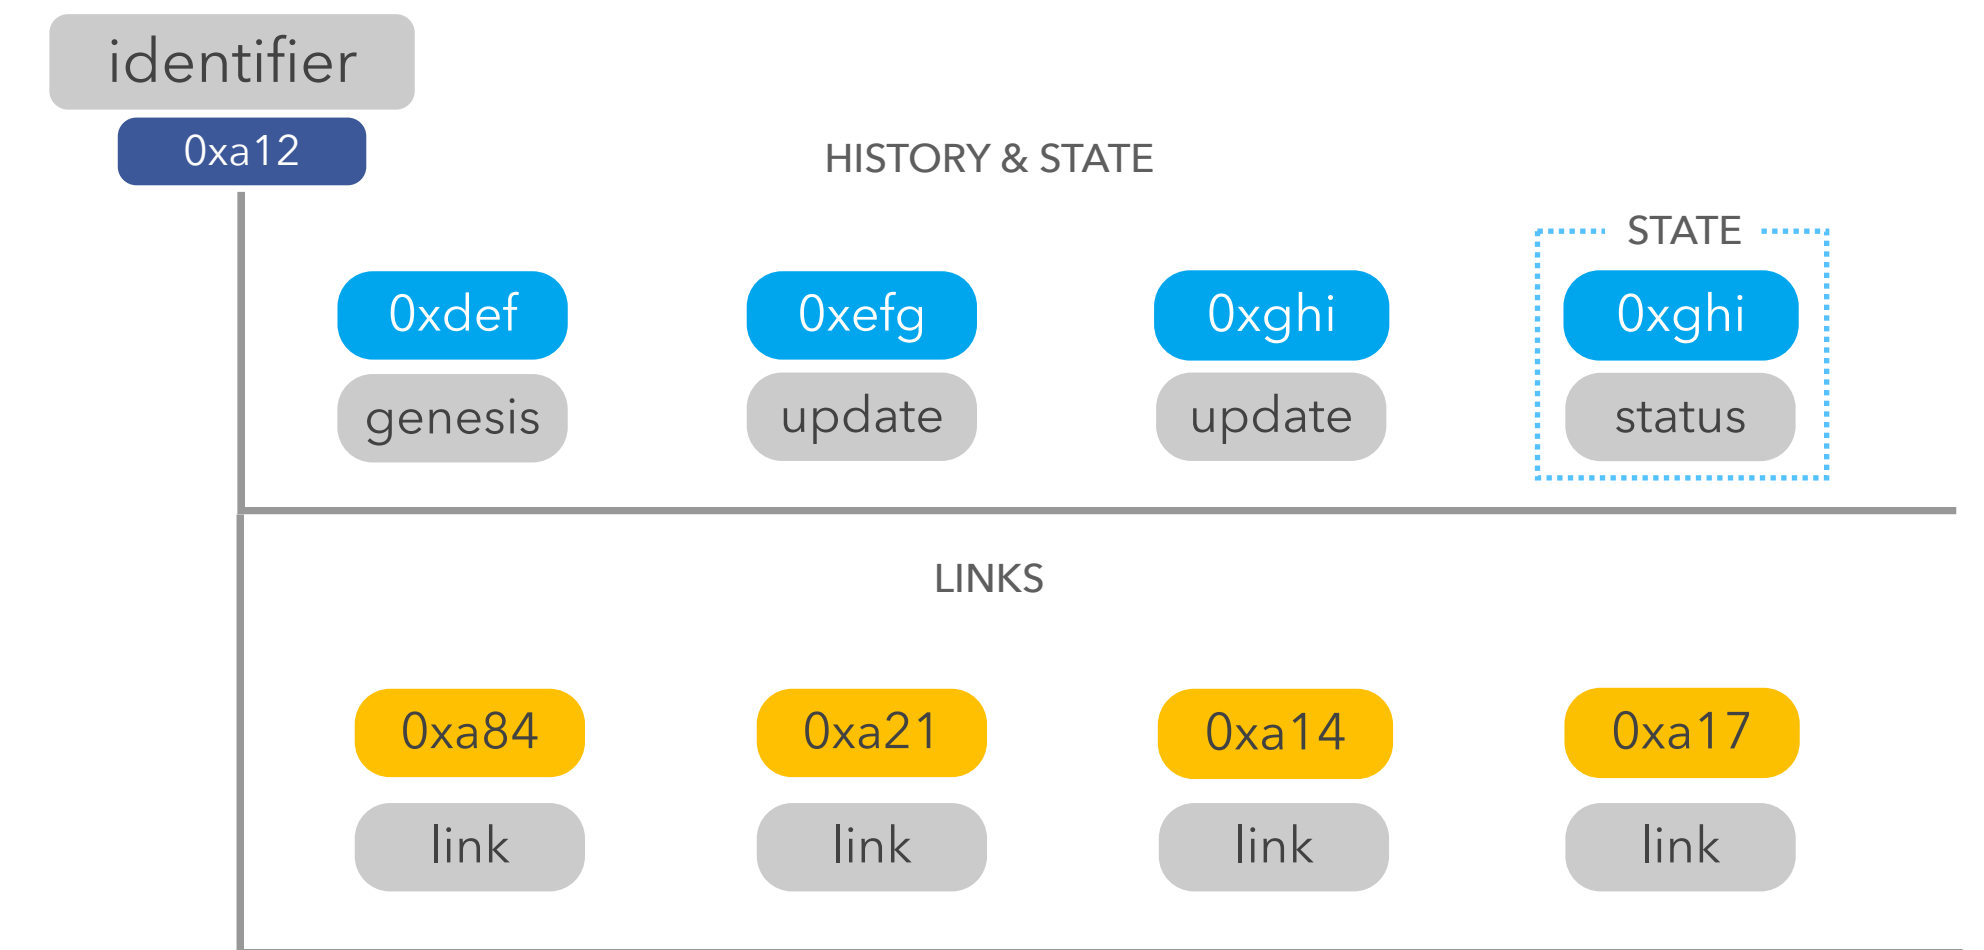 identifier
0xa12
HISTORY & STATE
STATE
0xdef 0xefg 0xghi 0xghi
genesis update update status
LINKS
0xa84 0xa21 0xa14 0xa17
link link link link